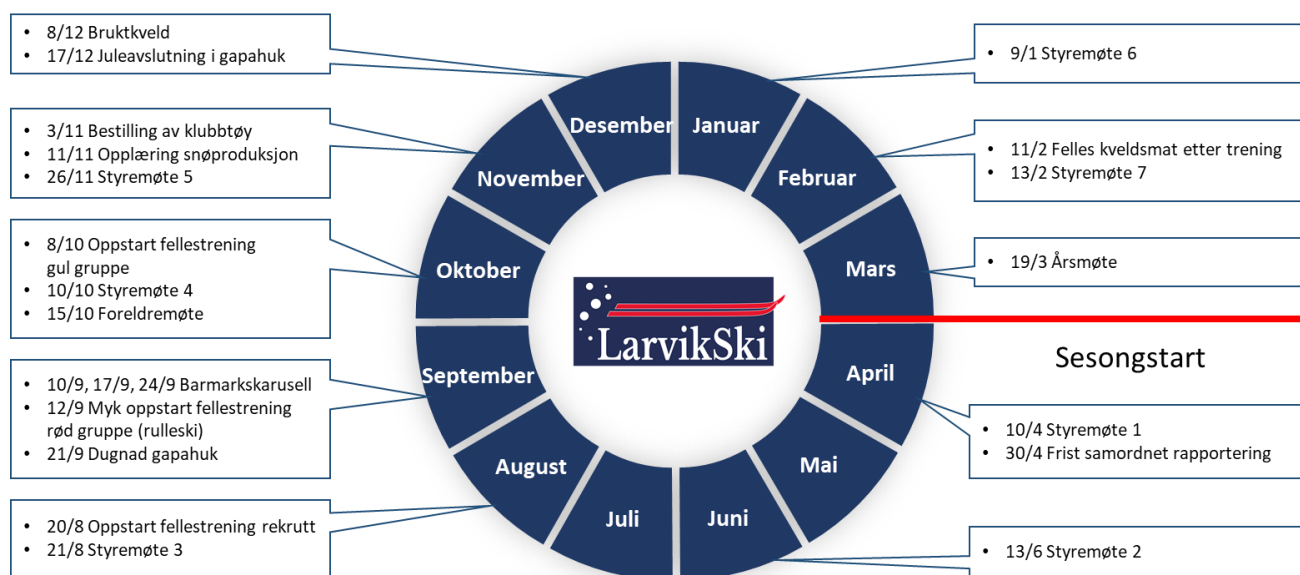 • 8/12 Bruktkveld
• 17/12 Juleavslutning i gapahuk
• 3/11 Bestilling av klubbtøy
• 11/11 Opplæring snøproduksjon
• 26/11 Styremøte 5
• 8/10 Oppstart fellestrening
gul gruppe
• 10/10 Styremøte 4
• 15/10 Foreldremøte
• 10/9, 17/9, 24/9 Barmarkskarusell
• 12/9 Myk oppstart fellestrening
rød gruppe (rulleski)
• 21/9 Dugnad gapahuk
• 20/8 Oppstart fellestrening rekrutt
• 21/8 Styremøte 3
Desember
Januar
November
Februar
Oktober
Mars
LarvikSki
September
April
August
Mai
Juli
Juni
• 9/1 Styremøte 6
• 11/2 Felles kveldsmat etter trening
• 13/2 Styremøte 7
• 19/3 Årsmøte
Sesongstart
• 10/4 Styremøte 1
• 30/4 Frist samordnet rapportering
• 13/6 Styremøte 2